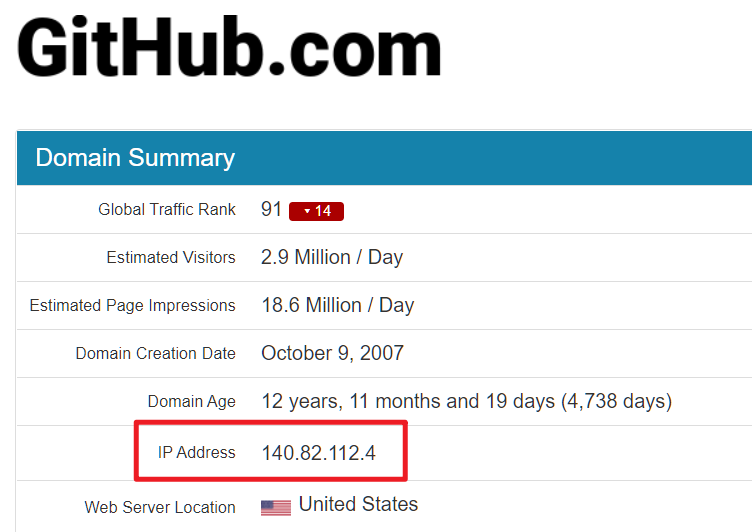 GitHub.com
Domain Summary
Global Traffic Rank 91 14
Estimated Visitors 2.9 Million / Day
Estimated Page Impressions 18.6 Million / Day
Domain Creation Date October 9, 2007
Domain Age 12 years, 11 months and 19 days (4,738 days)
IP Address 140.82.112.4
Web Server Location United States